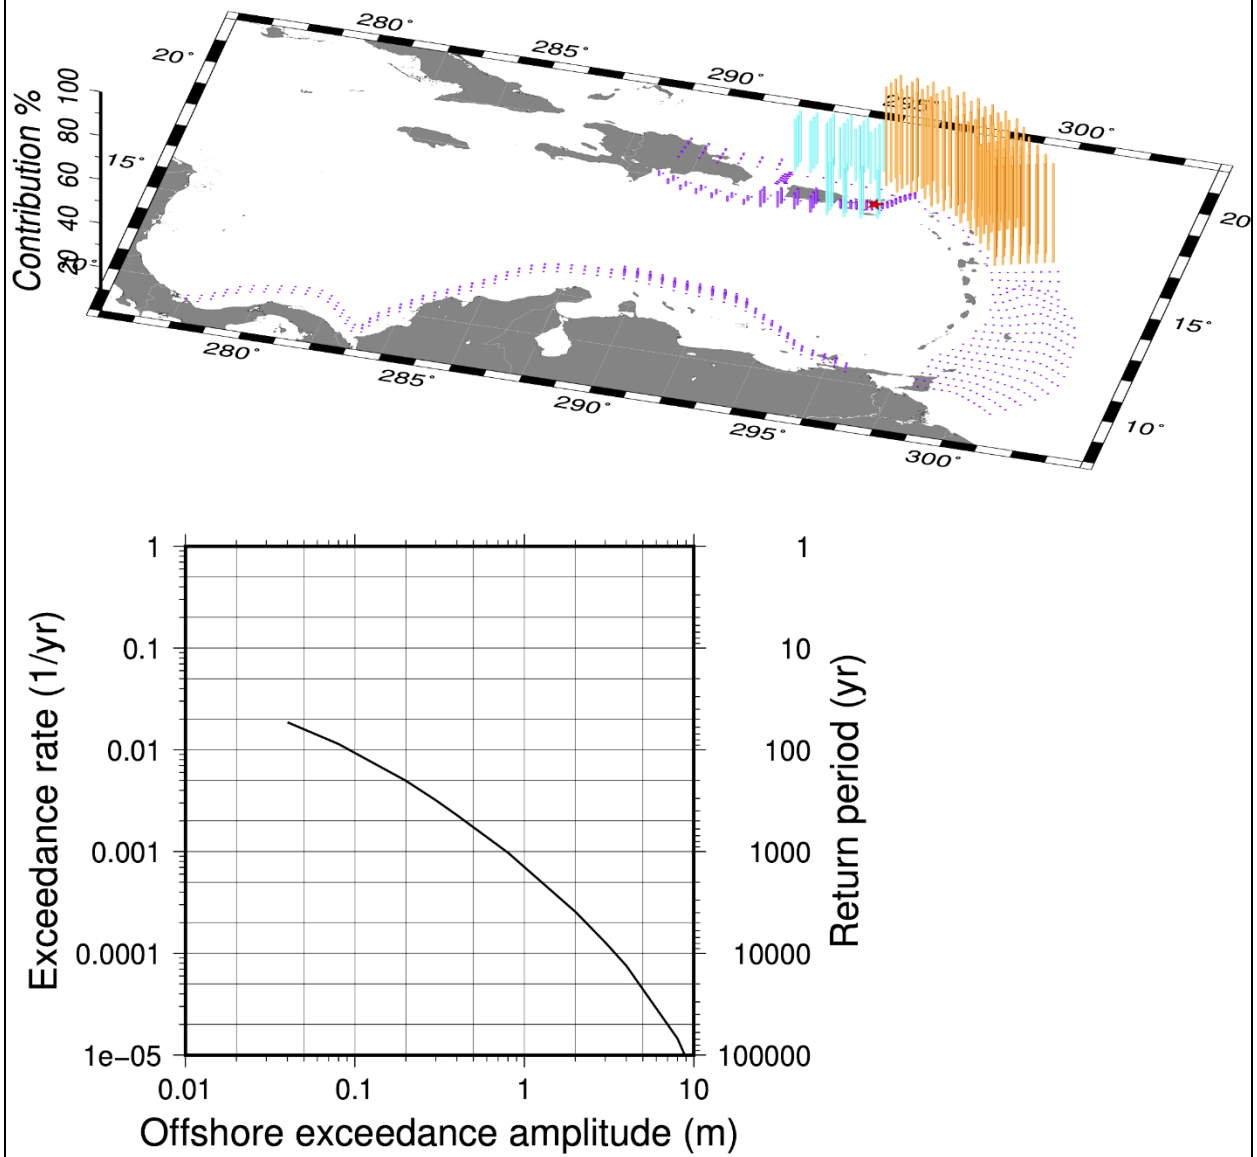 280° 285° 290° 295° 300°
20° 20°
Contribution %
100
80
60
40
20
15° 15°
10° 10°
280° 285° 290° 295° 300°
1 1
0.1 10
0.01 100
0.001 1000
0.0001 10000
1e−05 100000
Exceedance rate (1/yr)
Return period (yr)
0.01 0.1 1 10
Offshore exceedance amplitude (m)